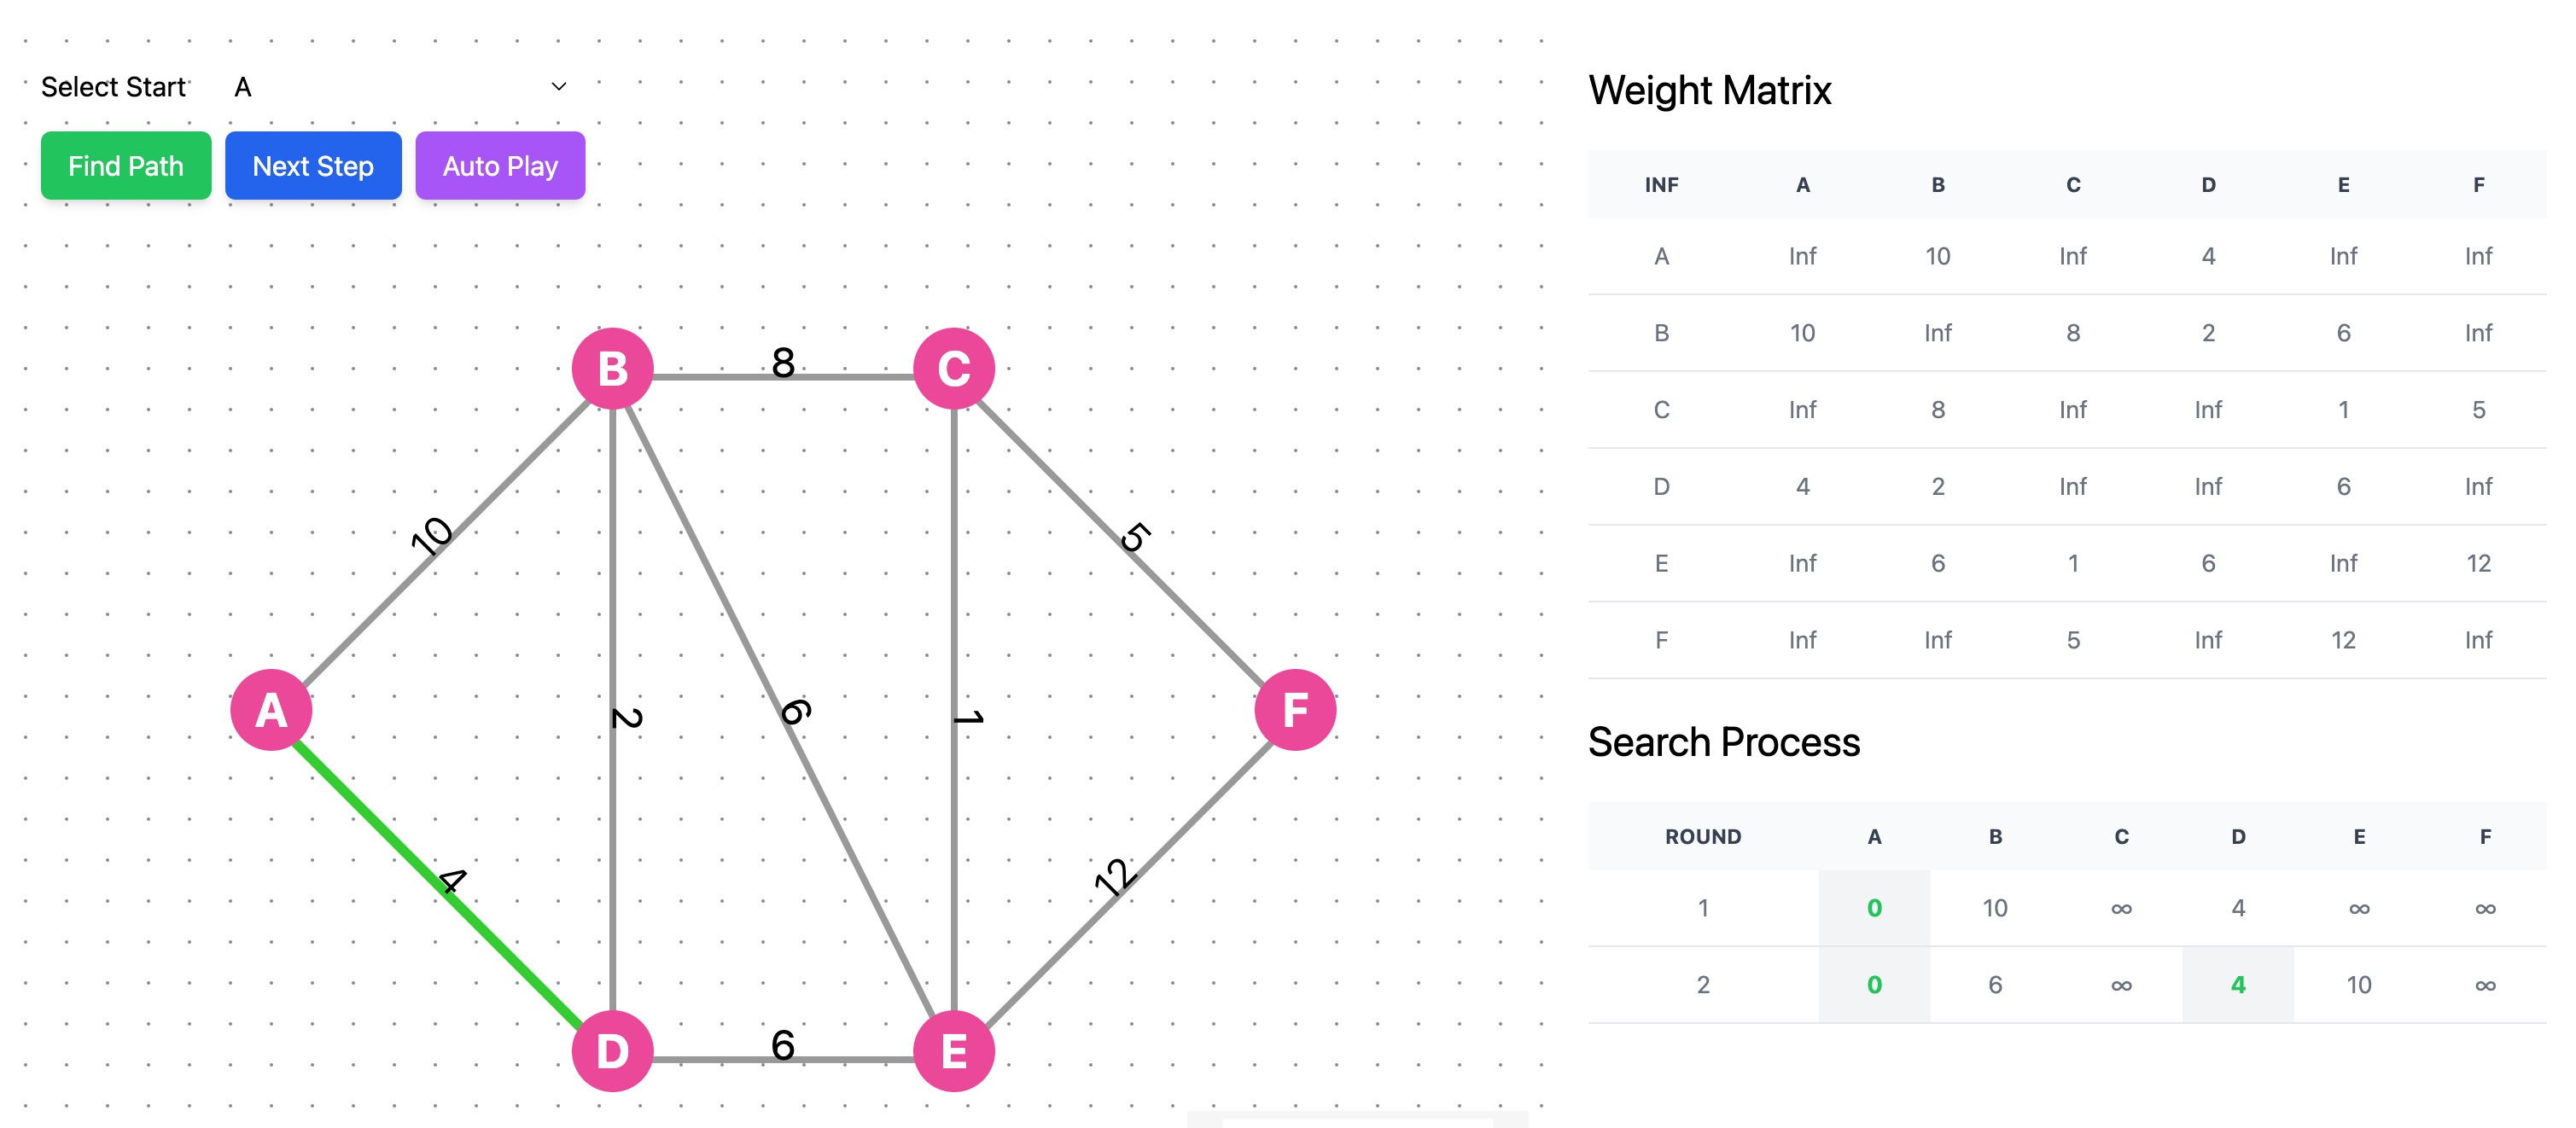 Select Start A
Find Path Next Step Auto Play
B 8 C
10
5
A 2 6 1 F
4
12
D 6 E
Weight Matrix
INF A B C D E F
A Inf 10 Inf 4 Inf Inf
B 10 Inf 8 2 6 Inf
C Inf 8 Inf Inf 1 5
D 4 2 Inf Inf 6 Inf
E Inf 6 1 6 Inf 12
F Inf Inf 5 Inf 12 Inf
Search Process
ROUND A B C D E F
1 0 10 ∞ 4 ∞ ∞
2 0 6 ∞ 4 10 ∞